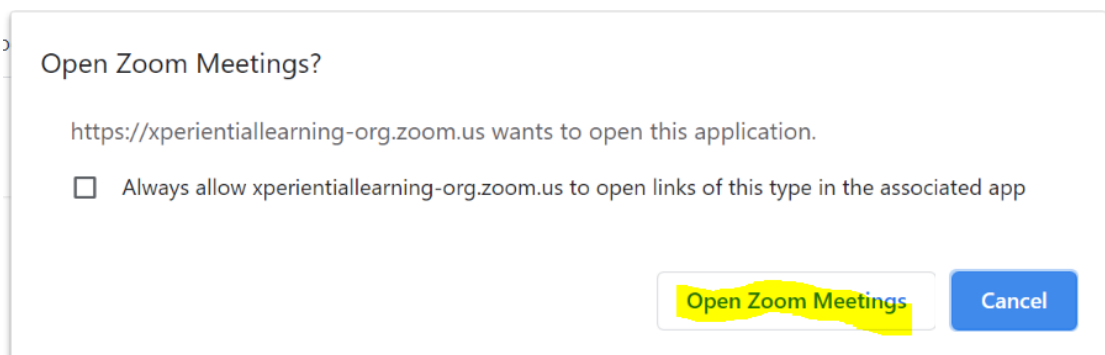 Open Zoom Meetings?
https://xperientiallearning-org.zoom.us wants to open this application.
Always allow xperientiallearning-org.zoom.us to open links of this type in the associated app
Open Zoom Meetings Cancel